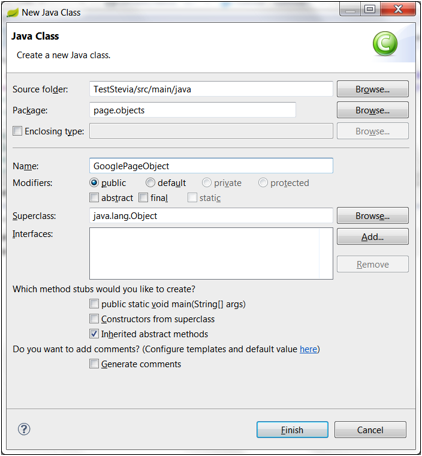 New Java Class
Java Class
Create a new Java class.
Source folder: TestStevia/src/main/java Browse...
Package: page.objects Browse...
Enclosing type: Browse...
Name: GooglePageObject
Modifiers: public default private protected
abstract final static
Superclass: java.lang.Object Browse...
Interfaces: Add...
Remove
Which method stubs would you like to create?
public static void main(String[] args)
Constructors from superclass
Inherited abstract methods
Do you want to add comments? (Configure templates and default value here)
Generate comments
? Finish Cancel